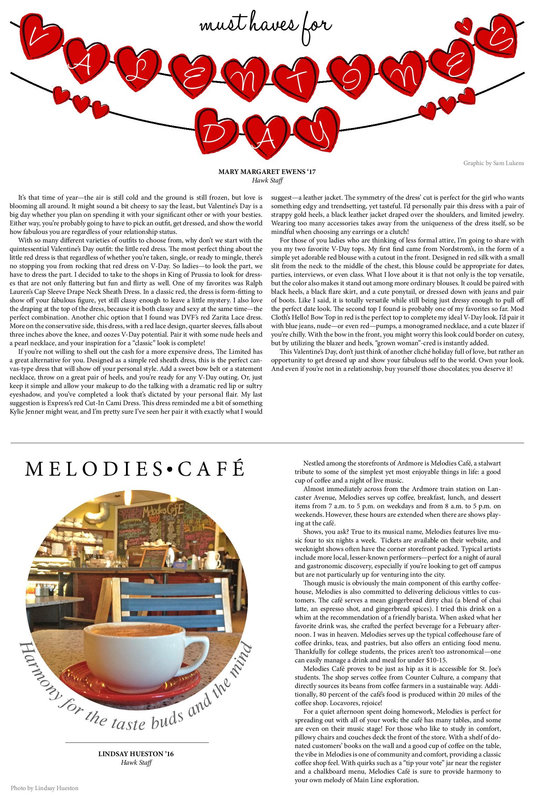 must haves for
VALENTINE'S
DAY
Graphic by Sam Lukens
MARY MARGARET EWENS '17
Hawk Staff
It's that time of year—the air is still cold and the ground is still frozen, but love is
blooming all around. It might sound a bit cheesy to say the least, but Valentine's Day is a
big day whether you plan on spending it with your significant other or with your besties.
Either way, you're probably going to have to pick an outfit, get dressed, and show the world
how fabulous you are regardless of your relationship status.
With so many different varieties of outfits to choose from, why don't we start with the
quintessential Valentine's Day outfit: the little red dress. The most perfect thing about the
little red dress is that regardless of whether you're taken, single, or ready to mingle, there's
no stopping you from rocking that red dress on V-Day. So ladies—to look the part, we
have to dress the part. I decided to take to the shops in King of Prussia to look for dress-
es that are not only flattering but fun and flirty as well. One of my favorites was Ralph
Lauren's Cap Sleeve Drape Neck Sheath Dress. In a classic red, the dress is form-fitting to
show off your fabulous figure, yet still classy enough to leave a little mystery. I also love
the draping at the top of the dress, because it is both classy and sexy at the same time—the
perfect combination. Another chic option that I found was DVF's red Zarita Lace dress.
More on the conservative side, this dress, with a red lace design, quarter sleeves, falls about
three inches above the knee, and oozes V-Day potential. Pair it with some nude heels and
a pearl necklace, and your inspiration for a "classic" look is complete!
If you're not willing to shell out the cash for a more expensive dress, The Limited has
a great alternative for you. Designed as a simple red sheath dress, this is the perfect can-
vas-type dress that will show off your personal style. Add a sweet bow belt or a statement
necklace, throw on a great pair of heels, and you're ready for any V-Day outing. Or, just
keep it simple and allow your makeup to do the talking with a dramatic red lip or sultry
eyeshadow, and you've completed a look that's dictated by your personal flair. My last
suggestion is Express's red Cut-In Cami Dress. This dress reminded me a bit of something
Kylie Jenner might wear, and I'm pretty sure I've seen her pair it with exactly what I would
suggest—a leather jacket. The symmetry of the dress' cut is perfect for the girl who wants
something edgy and trendsetting, yet tasteful. I'd personally pair this dress with a pair of
strappy gold heels, a black leather jacket draped over the shoulders, and limited jewelry.
Wearing too many accessories takes away from the uniqueness of the dress itself, so be
mindful when choosing any earrings or a clutch!
For those of you ladies who are thinking of less formal attire, I'm going to share with
you my two favorite V-Day tops. My first find came from Nordstrom's, in the form of a
simple yet adorable red blouse with a cutout in the front. Designed in red silk with a small
slit from the neck to the middle of the chest, this blouse could be appropriate for dates,
parties, interviews, or even class. What I love about it is that not only is the top versatile,
but the color also makes it stand out among more ordinary blouses. It could be paired with
black heels, a black flare skirt, and a cute ponytail, or dressed down with jeans and pair
of boots. Like I said, it is totally versatile while still being just dressy enough to pull off
the perfect date look. The second top I found is probably one of my favorites so far. Mod
Cloth's Hello! Bow Top in red is the perfect top to complete my ideal V-Day look. I'd pair it
with blue jeans, nude—or even red—pumps, a monogramed necklace, and a cute blazer if
you're chilly. With the bow in the front, you might worry this look could border on cutesy,
but by utilizing the blazer and heels, "grown woman"-cred is instantly added.
This Valentine's Day, don't just think of another cliché holiday full of love, but rather an
opportunity to get dressed up and show your fabulous self to the world. Own your look.
And even if you're not in a relationship, buy yourself those chocolates; you deserve it!
MELODIES•CAFÉ
Harmony for the taste buds and the mind
LINDSAY HUESTON '16
Hawk Staff
Photo by Lindsay Hueston
Nestled among the storefronts of Ardmore is Melodies Café, a stalwart
tribute to some of the simplest yet most enjoyable things in life: a good
cup of coffee and a night of live music.
Almost immediately across from the Ardmore train station on Lan-
caster Avenue, Melodies serves up coffee, breakfast, lunch, and dessert
items from 7 a.m. to 5 p.m. on weekdays and from 8 a.m. to 5 p.m. on
weekends. However, these hours are extended when there are shows play-
ing at the café.
Shows, you ask? True to its musical name, Melodies features live mu-
sic four to six nights a week. Tickets are available on their website, and
weeknight shows often have the corner storefront packed. Typical artists
include more local, lesser-known performers—perfect for a night of aural
and gastronomic discovery, especially if you're looking to get off campus
but are not particularly up for venturing into the city.
Though music is obviously the main component of this earthy coffee-
house, Melodies is also committed to delivering delicious vittles to cus-
tomers. The café serves a mean gingerbread dirty chai (a blend of chai
latte, an espresso shot, and gingerbread spices). I tried this drink on a
whim at the recommendation of a friendly barista. When asked what her
favorite drink was, she crafted the perfect beverage for a February after-
noon. I was in heaven. Melodies serves up the typical coffeehouse fare of
coffee drinks, teas, and pastries, but also offers an enticing food menu.
Thankfully for college students, the prices aren't too astronomical—one
can easily manage a drink and meal for under $10-15.
Melodies Café proves to be just as hip as it is accessible for St. Joe's
students. The shop serves coffee from Counter Culture, a company that
directly sources its beans from coffee farmers in a sustainable way. Addi-
tionally, 80 percent of the café's food is produced within 20 miles of the
coffee shop. Locavores, rejoice!
For a quiet afternoon spent doing homework, Melodies is perfect for
spreading out with all of your work; the café has many tables, and some
are even on their music stage! For those who like to study in comfort,
pillowy chairs and couches deck the front of the store. With a shelf of do-
nated customers' books on the wall and a good cup of coffee on the table,
the vibe in Melodies is one of community and comfort, providing a classic
coffee shop feel. With quirks such as a "tip your vote" jar near the register
and a chalkboard menu, Melodies Café is sure to provide harmony to
your own melody of Main Line exploration.